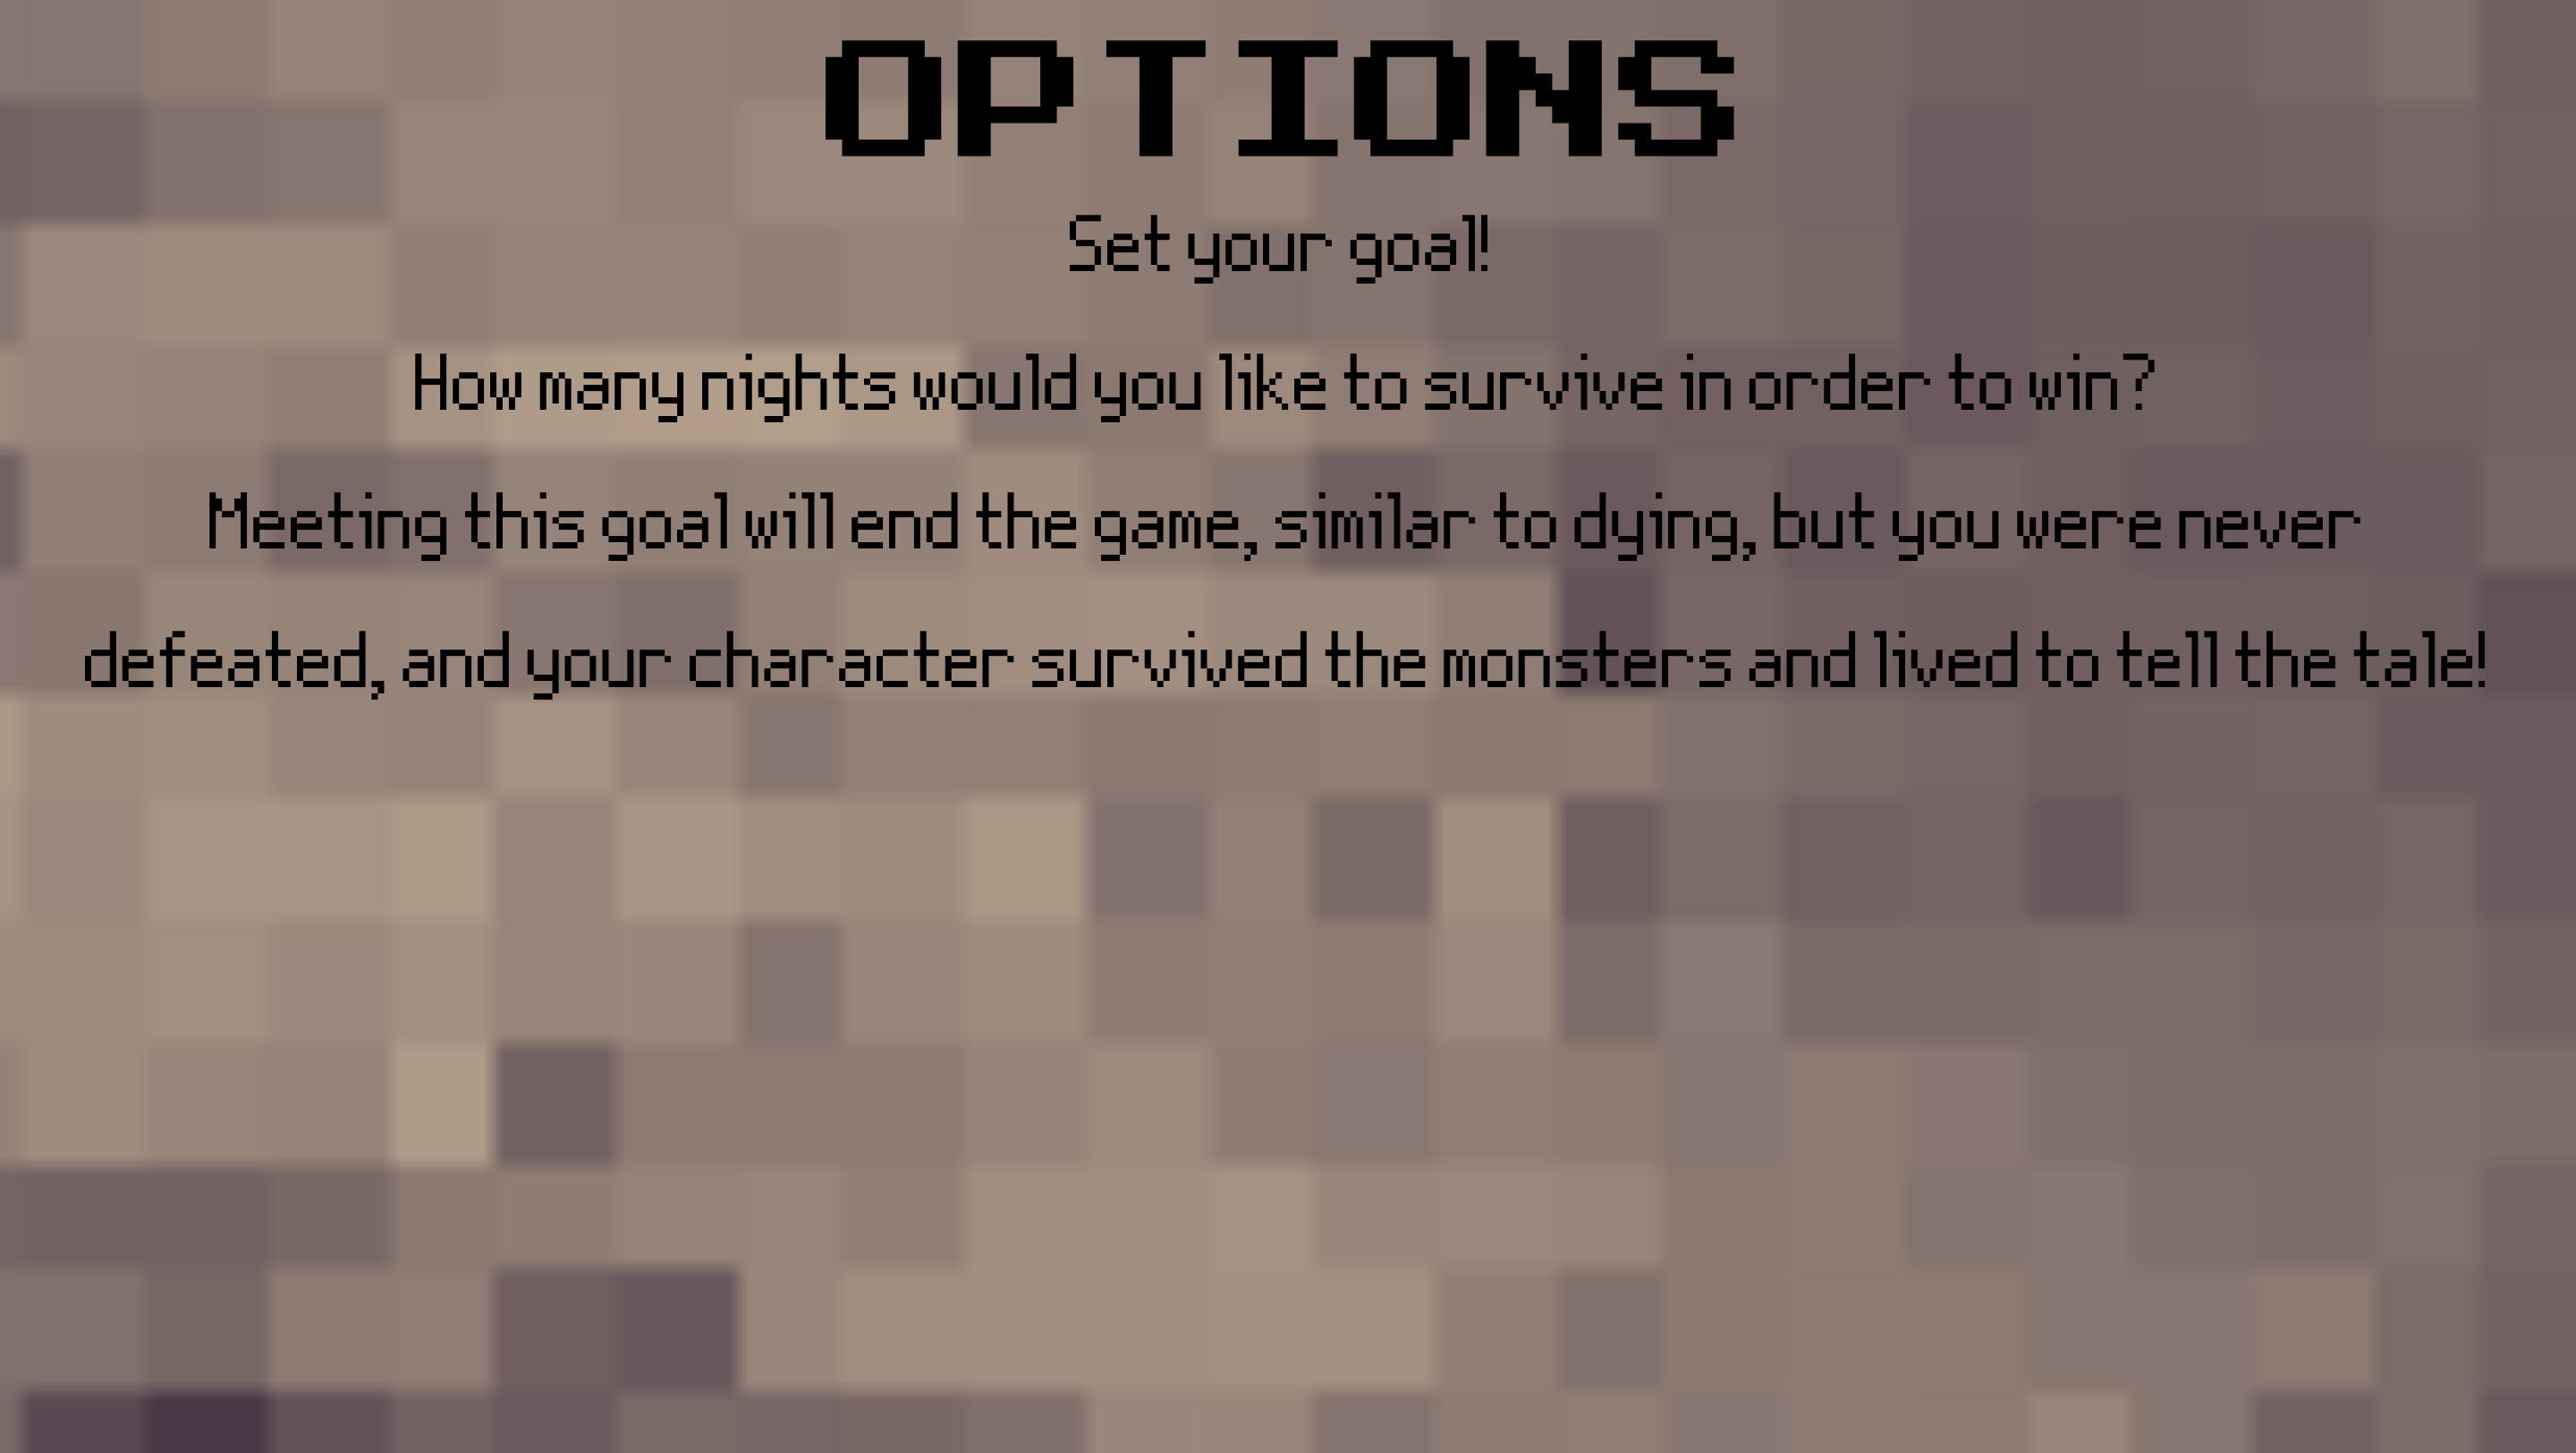 OPTIONS
Set your goal!
How many nights would you like to survive in order to win?
Meeting this goal will end the game, similar to dying, but you were never
defeated, and your character survived the monsters and lived to tell the tale!